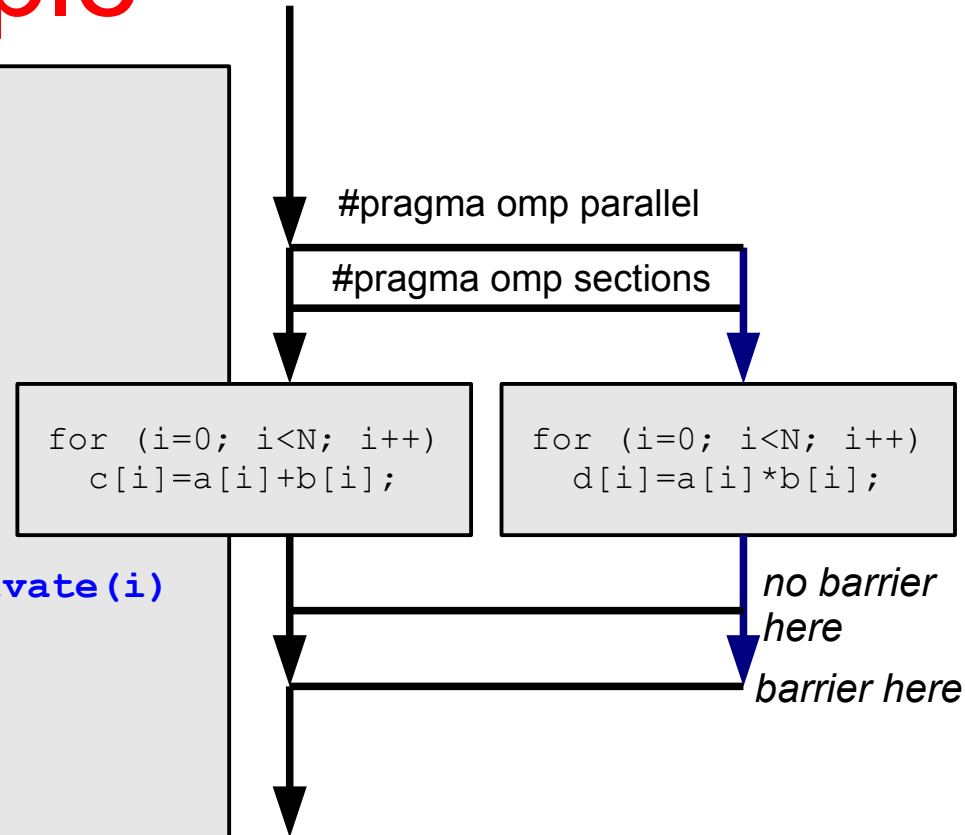 #pragma omp parallel
#pragma omp sections
for (i=0; i<N; i++)
c[i]=a[i]+b[i];
for (i=0; i<N; i++)
d[i]=a[i]*b[i];
vate(i)
no barrier
here
barrier here